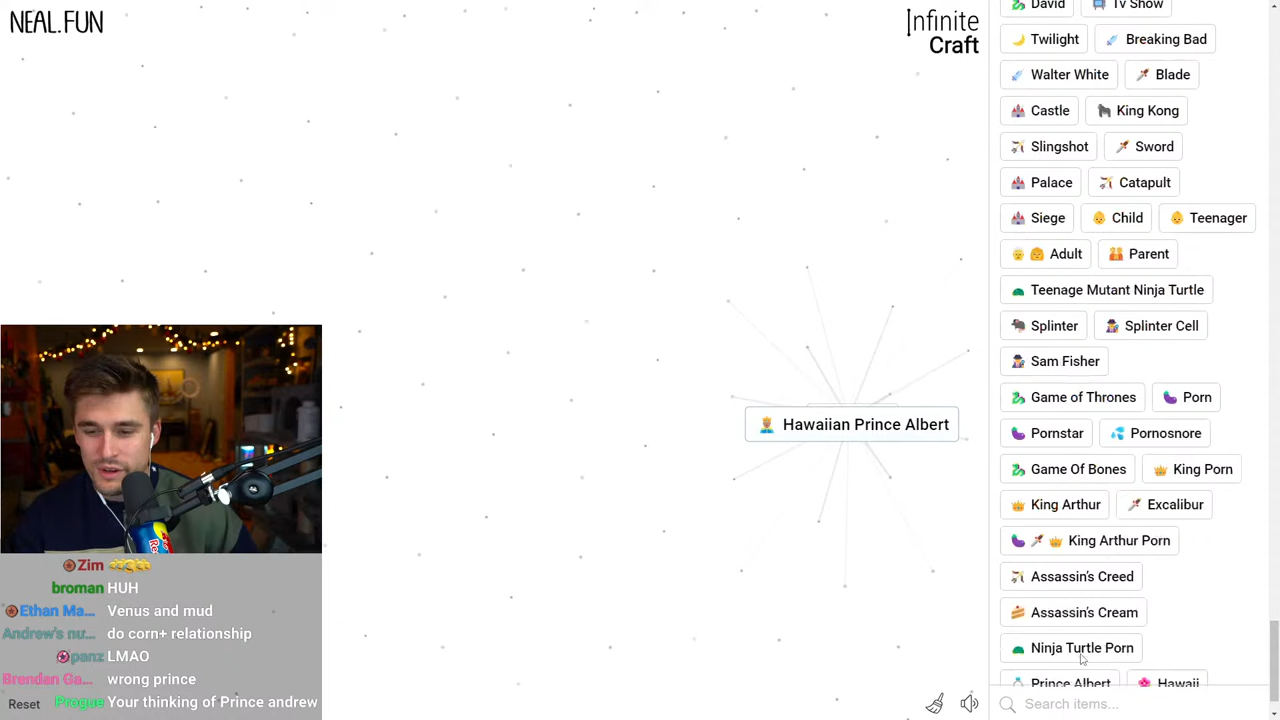 NEAL.FUN
Infinite
Craft
David Tv Show
Twilight Breaking Bad
Walter White Blade
Castle King Kong
Slingshot Sword
Palace Catapult
Siege Child Teenager
Adult Parent
Teenage Mutant Ninja Turtle
Splinter Splinter Cell
Sam Fisher
Game of Thrones Porn
Hawaiian Prince Albert
Pornstar Pornosnore
Game Of Bones King Porn
King Arthur Excalibur
King Arthur Porn
Assassin's Creed
Assassin's Cream
Ninja Turtle Porn
Prince Albert Hawaii
Search items...
Zim
broman HUH
Ethan Ma... Venus and mud
Andrew's nu... do corn+ relationship
panz LMAO
Brendan Ga... wrong prince
Reset Progue Your thinking of Prince andrew